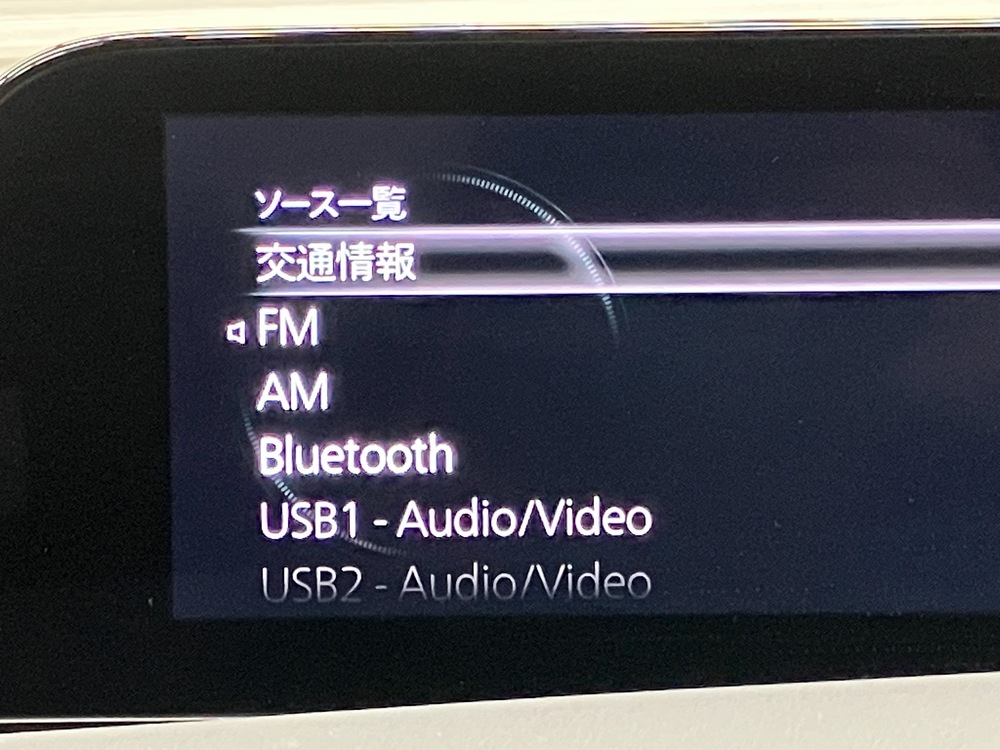 ソース一覧
交通情報
FM
AM
Bluetooth
USB1 - Audio/Video
USB2 - Audio/Video